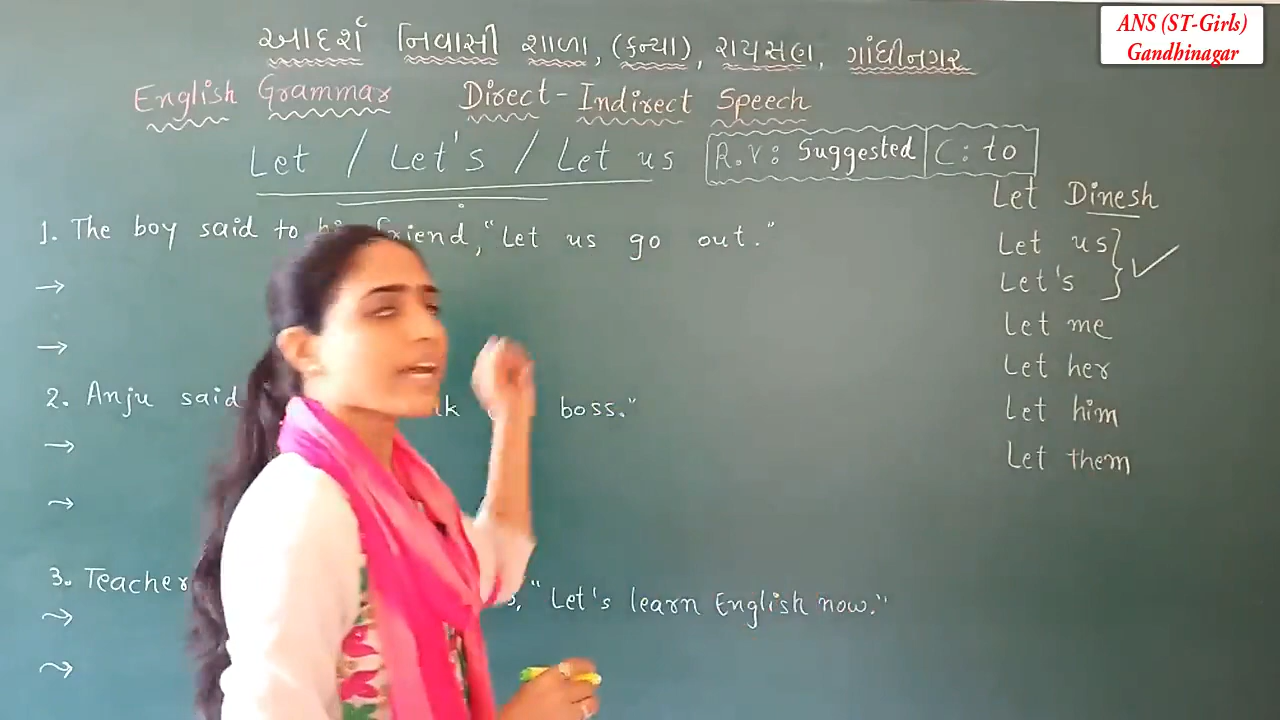 ANS (ST-Girls)
Gandhinagar
આદર્શ નિવાસી શાળા, (કન્યા), રાયસણ, ગાંધીનગર
English Grammar Direct-Indirect Speech
Let / Let's / Let us R.V: Suggested C: to
Let Dinesh
1. The boy said to friend, "Let us go out."
Let us
Let's
→
Let me
→
Let her
2. Anju said boss."
Let him
→
Let them
→
3. Teacher "Let's learn English now."
→
→